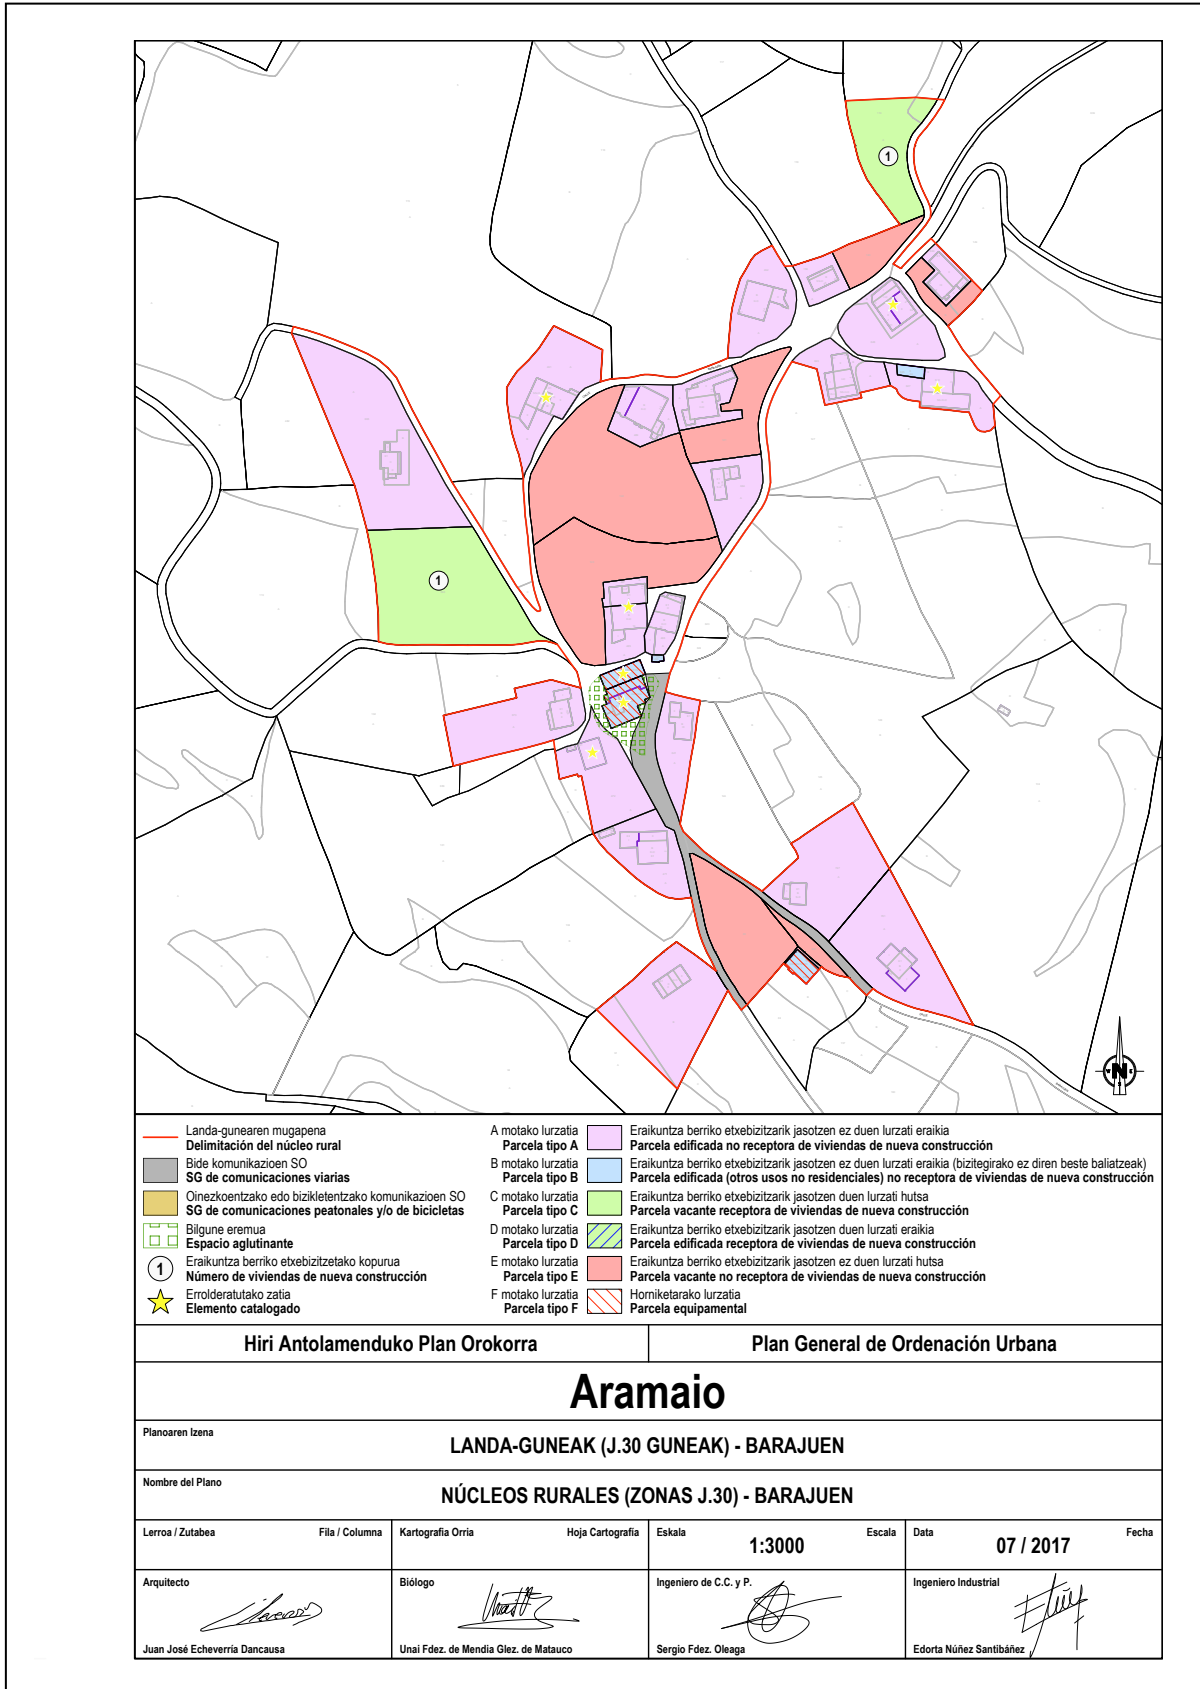 1
1
N
Landa-gunearen mugapena
Delimitación del núcleo rural
Bide komunikazioen SO
SG de comunicaciones viarias
Oinezkoentzako edo bizikletentzako komunikazioen SO
SG de comunicaciones peatonales y/o de bicicletas
Bilgune eremua
Espacio aglutinante
1
Eraikuntza berriko etxebizitzetako kopurua
Número de viviendas de nueva construcción
Errolderatutako zatia
Elemento catalogado
A motako lurzatia
Parcela tipo A
Eraikuntza berriko etxebizitzarik jasotzen ez duen lurzati eraikia
Parcela edificada no receptora de viviendas de nueva construcción
B motako lurzatia
Parcela tipo B
Eraikuntza berriko etxebizitzarik jasotzen ez duen lurzati eraikia (bizitegirako ez diren beste baliatzeak)
Parcela edificada (otros usos no residenciales) no receptora de viviendas de nueva construcción
C motako lurzatia
Parcela tipo C
Eraikuntza berriko etxebizitzarik jasotzen duen lurzati hutsa
Parcela vacante receptora de viviendas de nueva construcción
D motako lurzatia
Parcela tipo D
Eraikuntza berriko etxebizitzarik jasotzen duen lurzati eraikia
Parcela edificada receptora de viviendas de nueva construcción
E motako lurzatia
Parcela tipo E
Eraikuntza berriko etxebizitzarik jasotzen ez duen lurzati hutsa
Parcela vacante no receptora de viviendas de nueva construcción
F motako lurzatia
Parcela tipo F
Horniketarako lurzatia
Parcela equipamental
Hiri Antolamenduko Plan Orokorra
Plan General de Ordenación Urbana
Aramaio
Planoaren Izena
LANDA-GUNEAK (J.30 GUNEAK) - BARAJUEN
Nombre del Plano
NÚCLEOS RURALES (ZONAS J.30) - BARAJUEN
Lerroa / Zutabea
Fila / Columna
Kartografia Orria
Hoja Cartografía
Eskala
1:3000
Escala
Data
07 / 2017
Fecha
Arquitecto
Juan José Echeverría Dancausa
Biólogo
Unai Fdez. de Mendia Glez. de Matauco
Ingeniero de C.C. y P.
Sergio Fdez. Oleaga
Ingeniero Industrial
Edorta Núñez Santibáñez